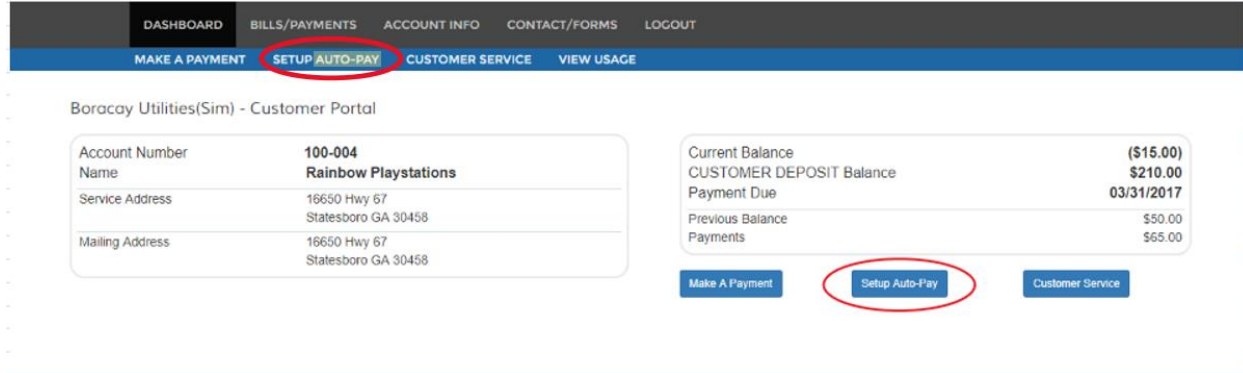 DASHBOARD BILLS/PAYMENTS ACCOUNT INFO CONTACT/FORMS LOGOUT
MAKE A PAYMENT SETUP AUTO-PAY CUSTOMER SERVICE VIEW USAGE
Boracay Utilities(Sim) - Customer Portal
Account Number 100-004
Name Rainbow Playstations
Service Address 16650 Hwy 67
Statesboro GA 30458
Mailing Address 16650 Hwy 67
Statesboro GA 30458
Current Balance ($15.00)
CUSTOMER DEPOSIT Balance $210.00
Payment Due 03/31/2017
Previous Balance $50.00
Payments $65.00
Make A Payment Setup Auto-Pay Customer Service